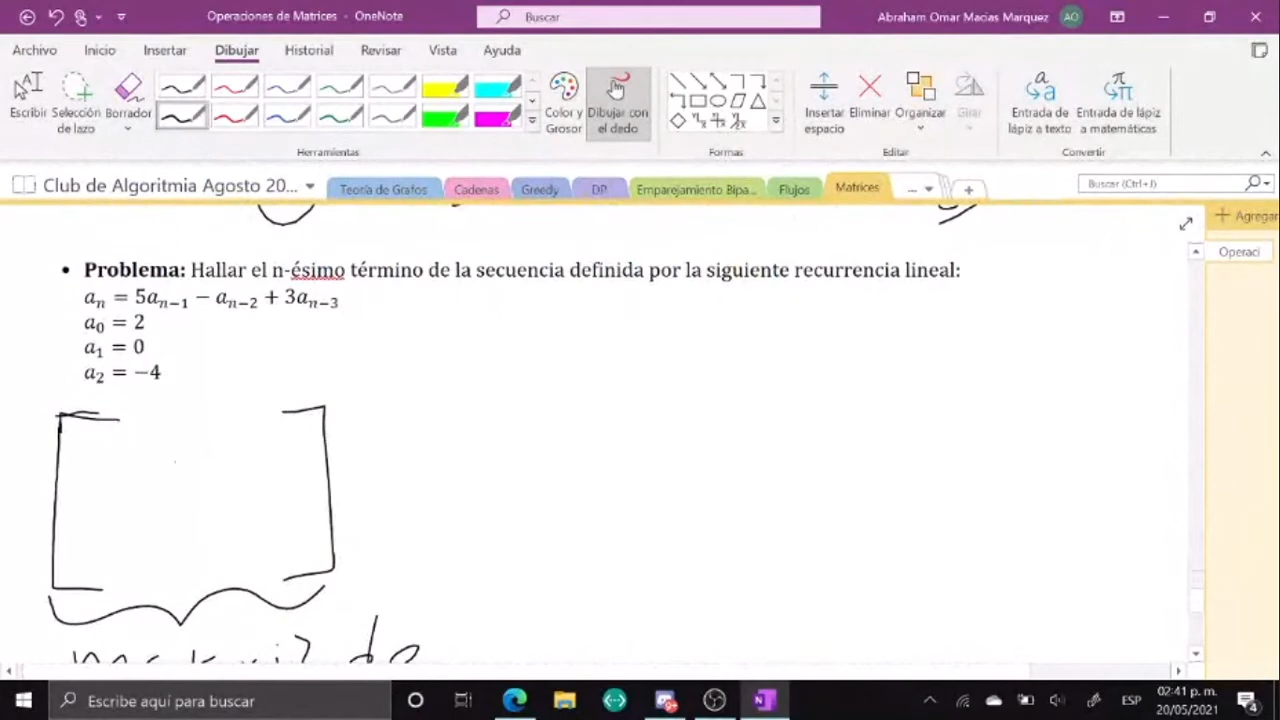 Operaciones de Matrices - OneNote
Buscar
Abraham Omar Macias Marquez AO
Archivo Inicio Insertar Dibujar Historial Revisar Vista Ayuda
Escribir Selección de lazo Borrador Color y Grosor Dibujar con el dedo Insertar espacio Eliminar Organizar Girar Entrada de lápiz a texto Entrada de lápiz a matemáticas
Herramientas Formas Editar Convertir
Club de Algoritmia Agosto 20... Teoría de Grafos Cadenas Greedy DP Emparejamiento Bipa... Flujos Matrices ... Buscar (Ctrl+J)
Agregar
Operaci
• Problema: Hallar el n-ésimo término de la secuencia definida por la siguiente recurrencia lineal:
aₙ = 5aₙ₋₁ − aₙ₋₂ + 3aₙ₋₃
a₀ = 2
a₁ = 0
a₂ = −4
matriz de
Escribe aquí para buscar
ESP
02:41 p. m.
20/05/2021
4